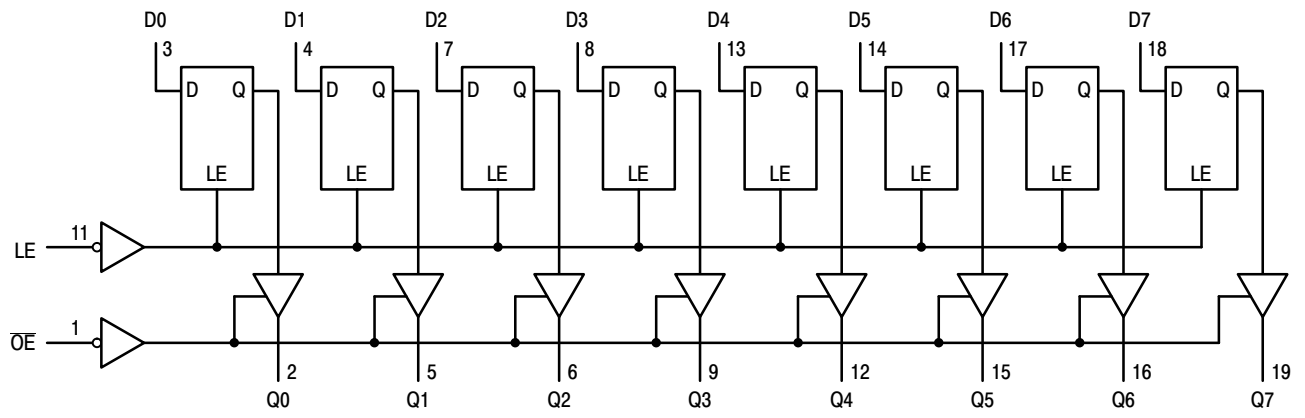 D0 D1 D2 D3 D4 D5 D6 D7
3 4 7 8 13 14 17 18
D Q D Q D Q D Q D Q D Q D Q D Q
LE LE LE LE LE LE LE LE
11
LE
1
OE
2 5 6 9 12 15 16 19
Q0 Q1 Q2 Q3 Q4 Q5 Q6 Q7